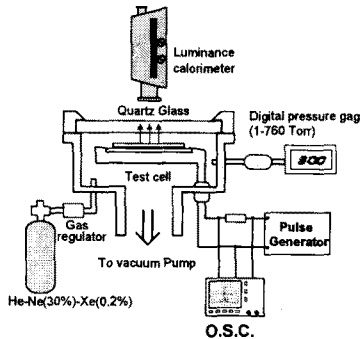 Luminance
calorimeter
Quartz Glass
Digital pressure gag
(1-760 Torr)
Test cell
Gas
regulator
Pulse
Generator
To vacuum Pump
He-Ne(30%)-Xe(0.2%)
O.S.C.